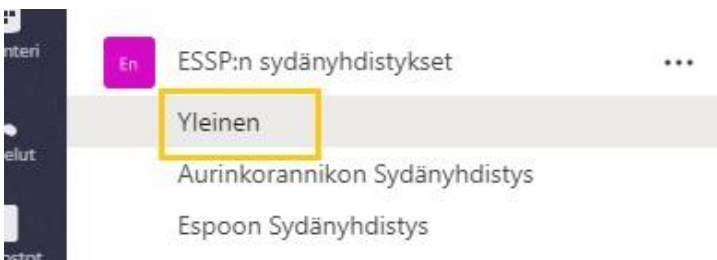 En ESSP:n sydänyhdistykset ...
Yleinen
Aurinkorannikon Sydänyhdistys
Espoon Sydänyhdistys